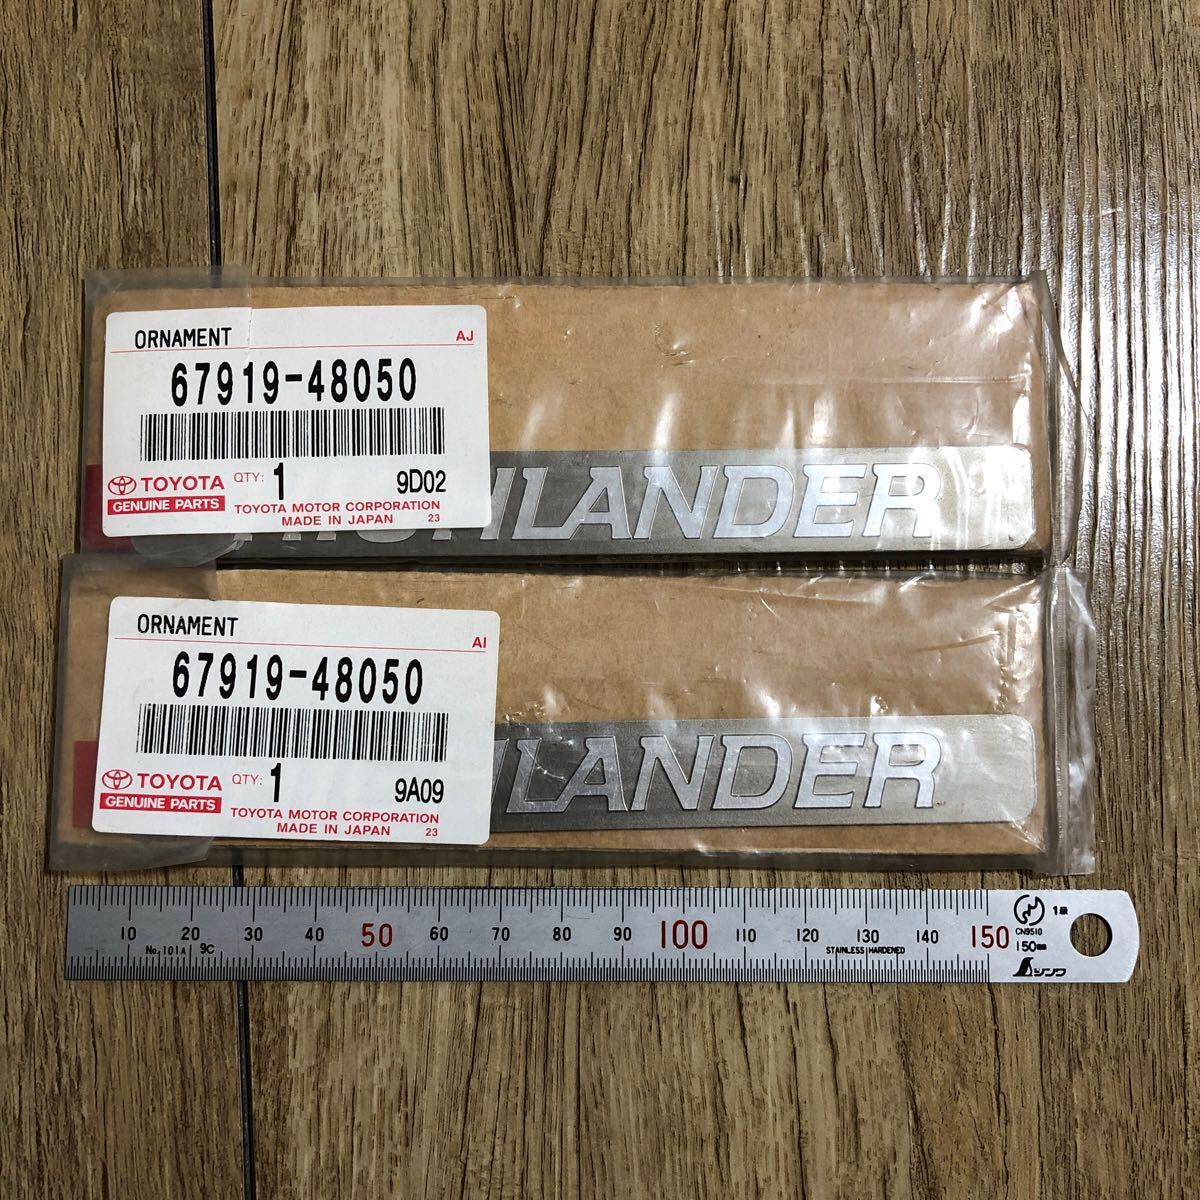 ORNAMENT
AJ
67919-48050
TOYOTA QTY: 1 9D02
GENUINE PARTS
TOYOTA MOTOR CORPORATION
MADE IN JAPAN 23
HIGHLANDER
ORNAMENT
AI
67919-48050
TOYOTA QTY: 1 9A09
GENUINE PARTS
TOYOTA MOTOR CORPORATION
MADE IN JAPAN 23
HLANDER
10 20 30 40 50 60 70 80 90 100 110 120 130 140 150
No.101A 9C
STAINLESS HARDENED
1級
CN9510
150mm
シンワ